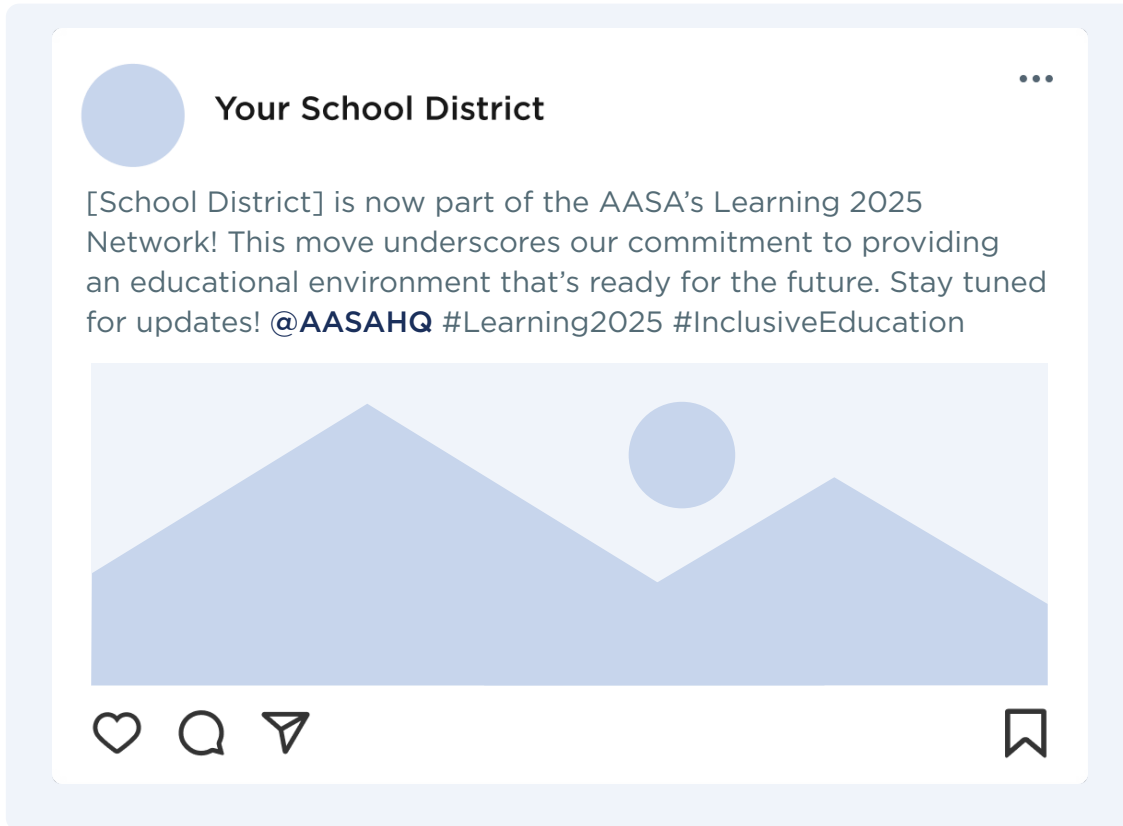 Your School District
[School District] is now part of the AASA’s Learning 2025
Network! This move underscores our commitment to providing
an educational environment that’s ready for the future. Stay tuned
for updates! @AASAHQ #Learning2025 #InclusiveEducation